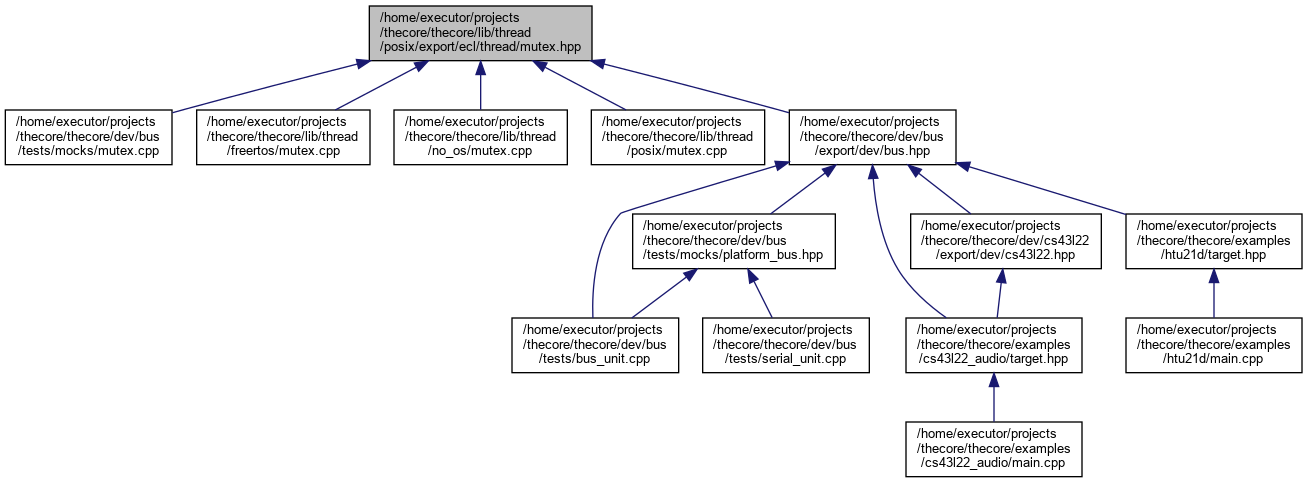 /home/executor/projects
/thecore/thecore/lib/thread
/posix/export/ecl/thread/mutex.hpp
/home/executor/projects
/thecore/thecore/dev/bus
/tests/mocks/mutex.cpp
/home/executor/projects
/thecore/thecore/lib/thread
/freertos/mutex.cpp
/home/executor/projects
/thecore/thecore/lib/thread
/no_os/mutex.cpp
/home/executor/projects
/thecore/thecore/lib/thread
/posix/mutex.cpp
/home/executor/projects
/thecore/thecore/dev/bus
/export/dev/bus.hpp
/home/executor/projects
/thecore/thecore/dev/bus
/tests/mocks/platform_bus.hpp
/home/executor/projects
/thecore/thecore/dev/cs43l22
/export/dev/cs43l22.hpp
/home/executor/projects
/thecore/thecore/examples
/htu21d/target.hpp
/home/executor/projects
/thecore/thecore/dev/bus
/tests/bus_unit.cpp
/home/executor/projects
/thecore/thecore/dev/bus
/tests/serial_unit.cpp
/home/executor/projects
/thecore/thecore/examples
/cs43l22_audio/target.hpp
/home/executor/projects
/thecore/thecore/examples
/htu21d/main.cpp
/home/executor/projects
/thecore/thecore/examples
/cs43l22_audio/main.cpp